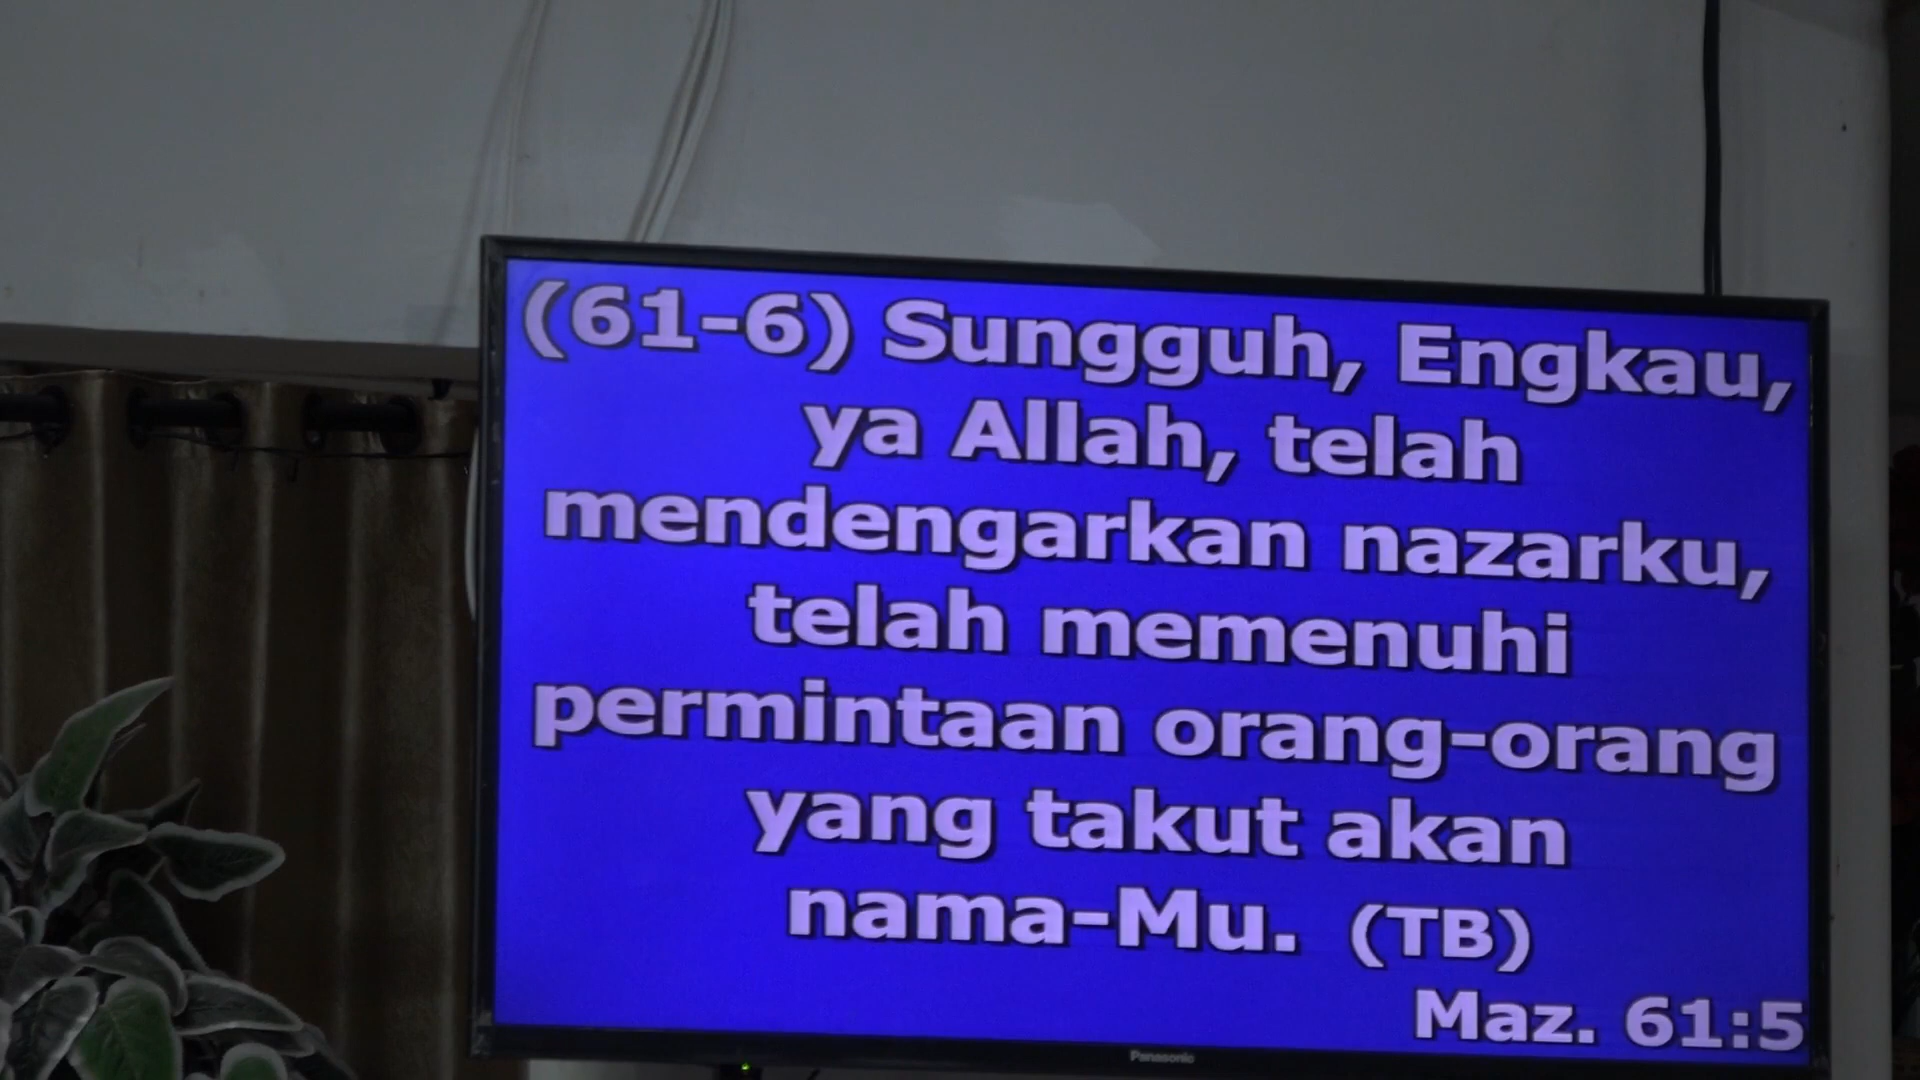 (61-6) Sungguh, Engkau,
ya Allah, telah
mendengarkan nazarku,
telah memenuhi
permintaan orang-orang
yang takut akan
nama-Mu. (TB)
Maz. 61:5
Panasonic